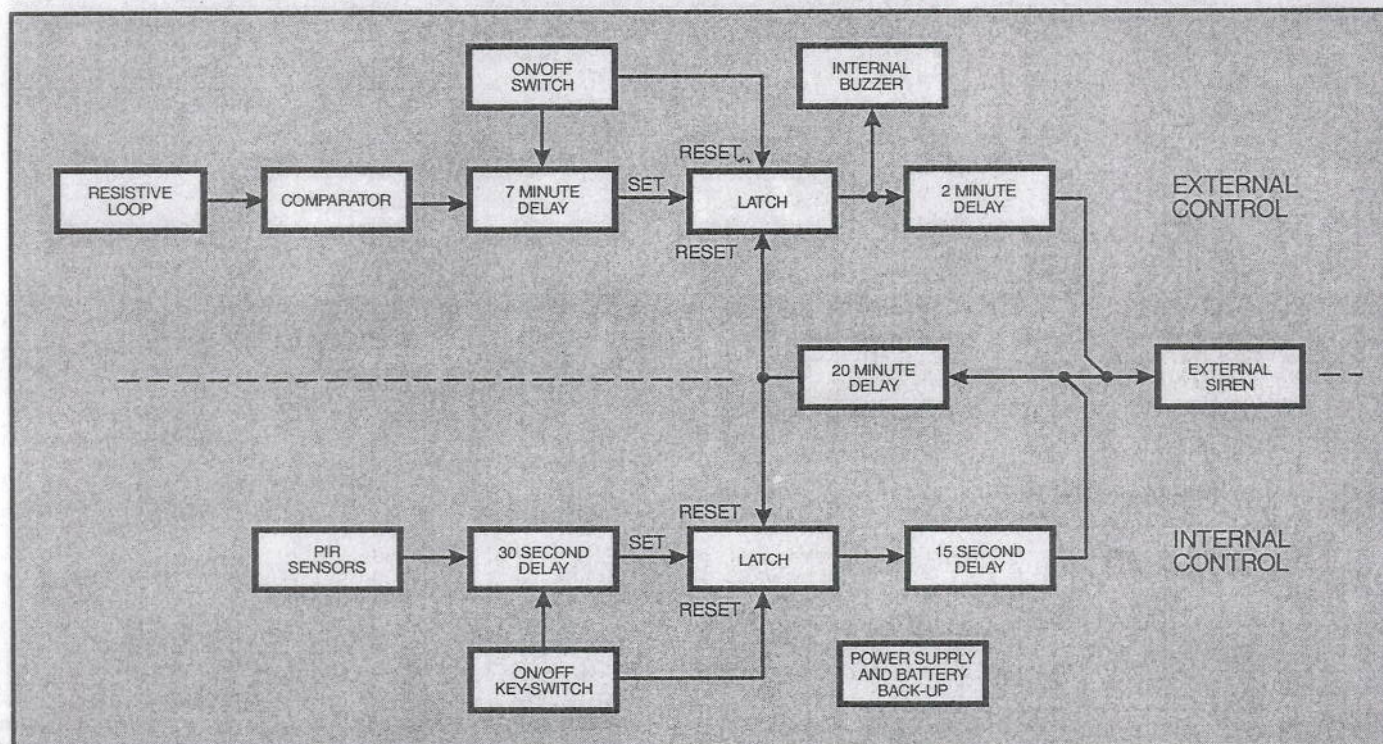 ON/OFF
SWITCH
INTERNAL
BUZZER
RESET
RESISTIVE
LOOP
COMPARATOR
7 MINUTE
DELAY
SET
LATCH
2 MINUTE
DELAY
EXTERNAL
CONTROL
RESET
20 MINUTE
DELAY
EXTERNAL
SIREN
RESET
PIR
SENSORS
30 SECOND
DELAY
SET
LATCH
15 SECOND
DELAY
INTERNAL
CONTROL
RESET
ON/OFF
KEY-SWITCH
POWER SUPPLY
AND BATTERY
BACK-UP